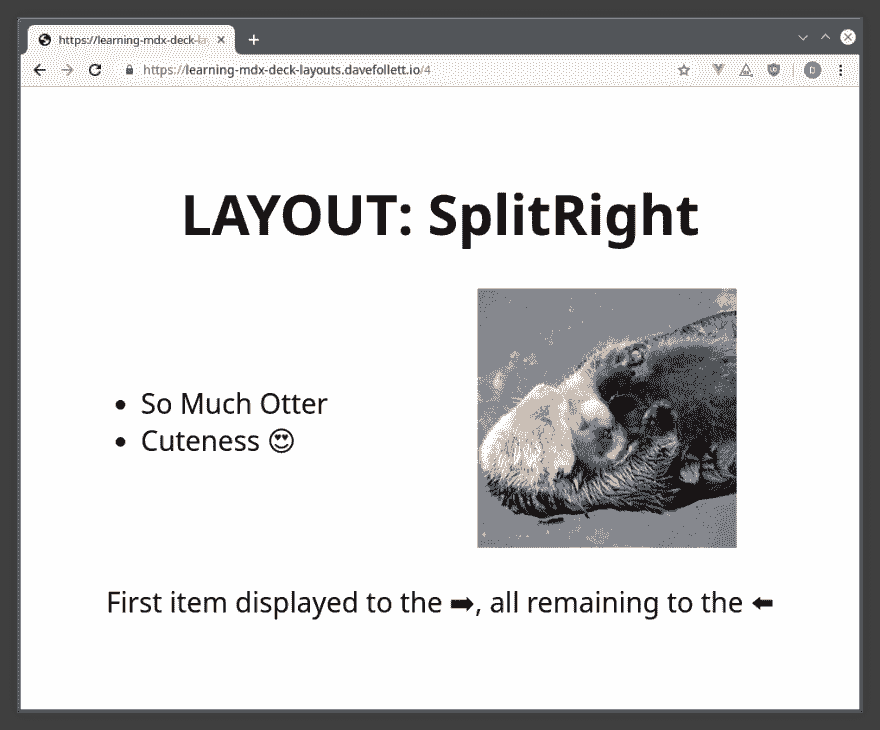 https://learning-mdx-deck-la
https://learning-mdx-deck-layouts.davefollett.io/4
D
LAYOUT: SplitRight
• So Much Otter
• Cuteness 😍
First item displayed to the ➡, all remaining to the ⬅